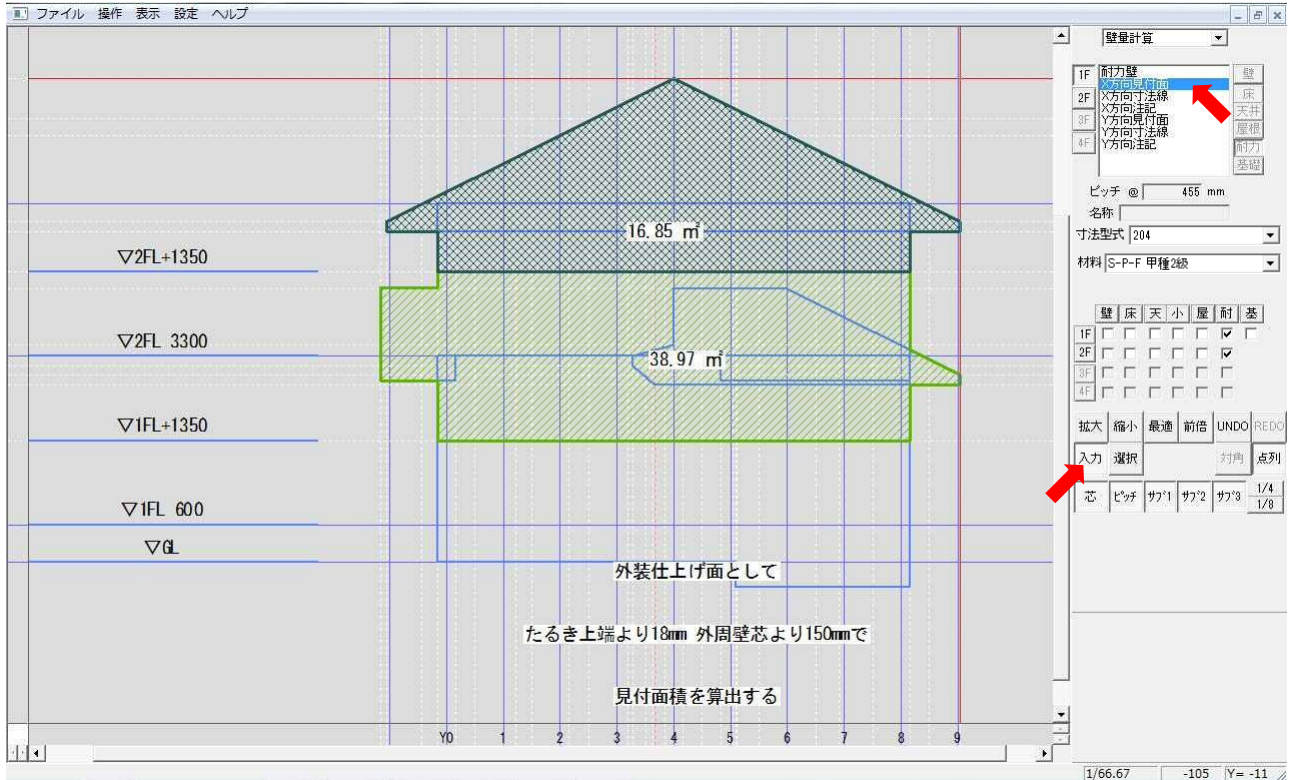 ファイル 操作 表示 設定 ヘルプ
壁量計算
1F
2F
3F
4F
耐力壁
X方向見付面
X方向寸法線
X方向注記
Y方向見付面
Y方向寸法線
Y方向注記
壁
床
天井
屋根
耐力
基礎
ピッチ @ 455 mm
名称
寸法型式 204
材料 S-P-F 甲種2級
壁 床 天 小 屋 耐 基
1F
2F
3F
4F
拡大 縮小 最適 前倍 UNDO REDO
入力 選択 対角 点列
芯 ピッチ サブ1 サブ2 サブ3 1/4
1/8
16.85 ㎡
▽2FL+1350
▽2FL 3300
38.97 ㎡
▽1FL+1350
▽1FL 600
▽GL
外装仕上げ面として
たるき上端より18mm 外周壁芯より150mmで
見付面積を算出する
Y0 1 2 3 4 5 6 7 8 9
1/66.67 -105 Y= -11